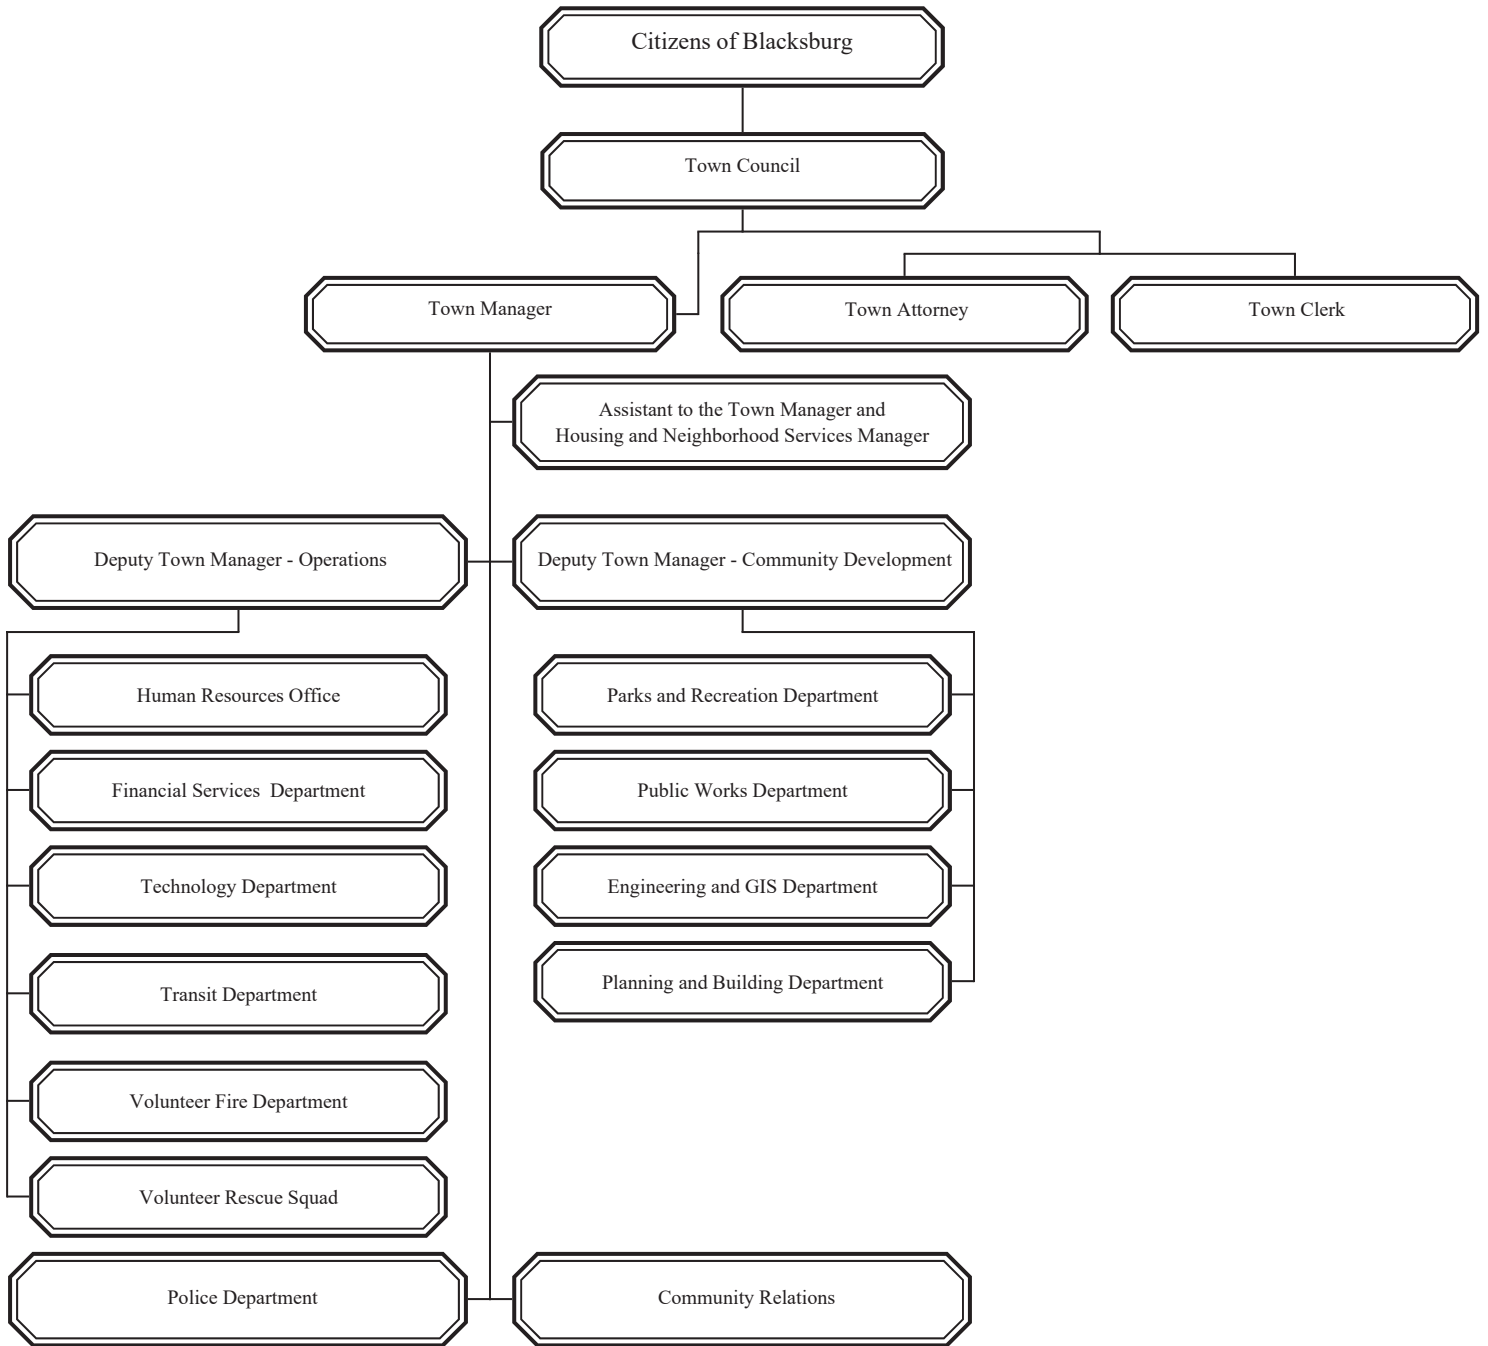 Citizens of Blacksburg
Town Council
Town Manager
Town Attorney
Town Clerk
Assistant to the Town Manager and
Housing and Neighborhood Services Manager
Deputy Town Manager - Operations
Deputy Town Manager - Community Development
Human Resources Office
Parks and Recreation Department
Financial Services  Department
Public Works Department
Technology Department
Engineering and GIS Department
Transit Department
Planning and Building Department
Volunteer Fire Department
Volunteer Rescue Squad
Police Department
Community Relations